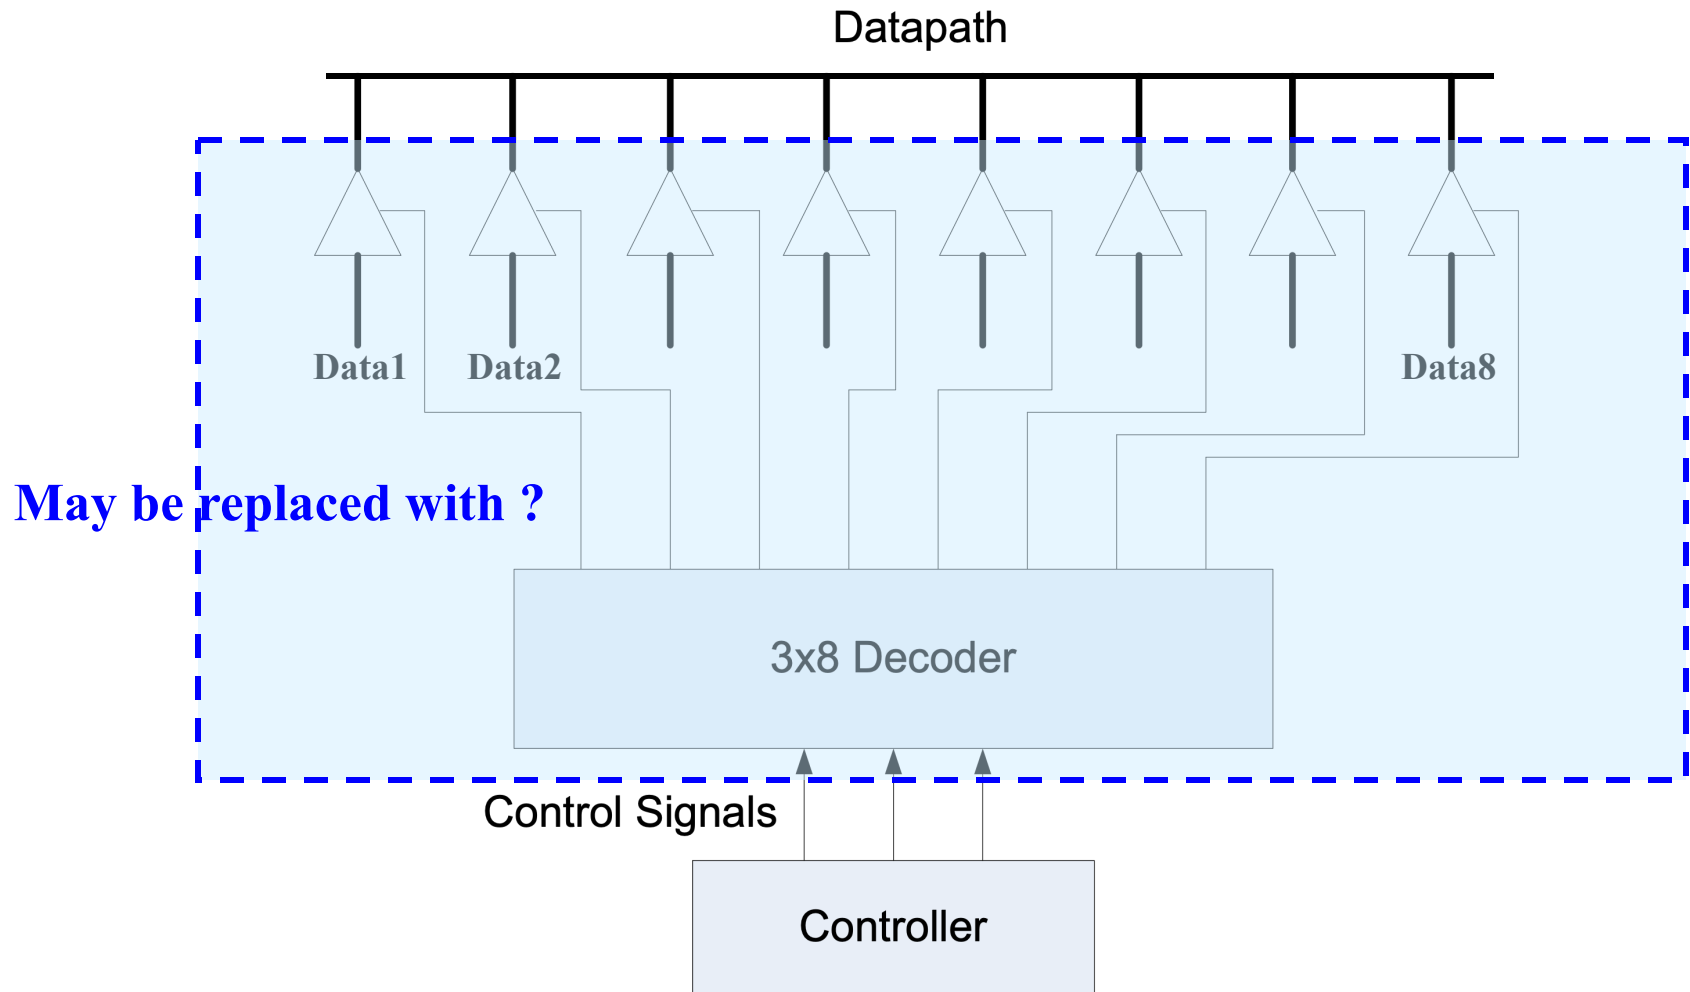 Datapath
Data1
Data2
Data8
May be replaced with ?
3x8 Decoder
Control Signals
Controller